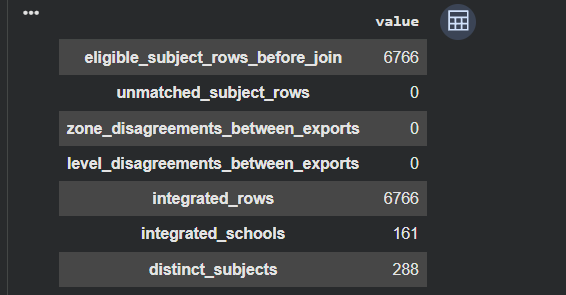 value
eligible_subject_rows_before_join 6766
unmatched_subject_rows 0
zone_disagreements_between_exports 0
level_disagreements_between_exports 0
integrated_rows 6766
integrated_schools 161
distinct_subjects 288